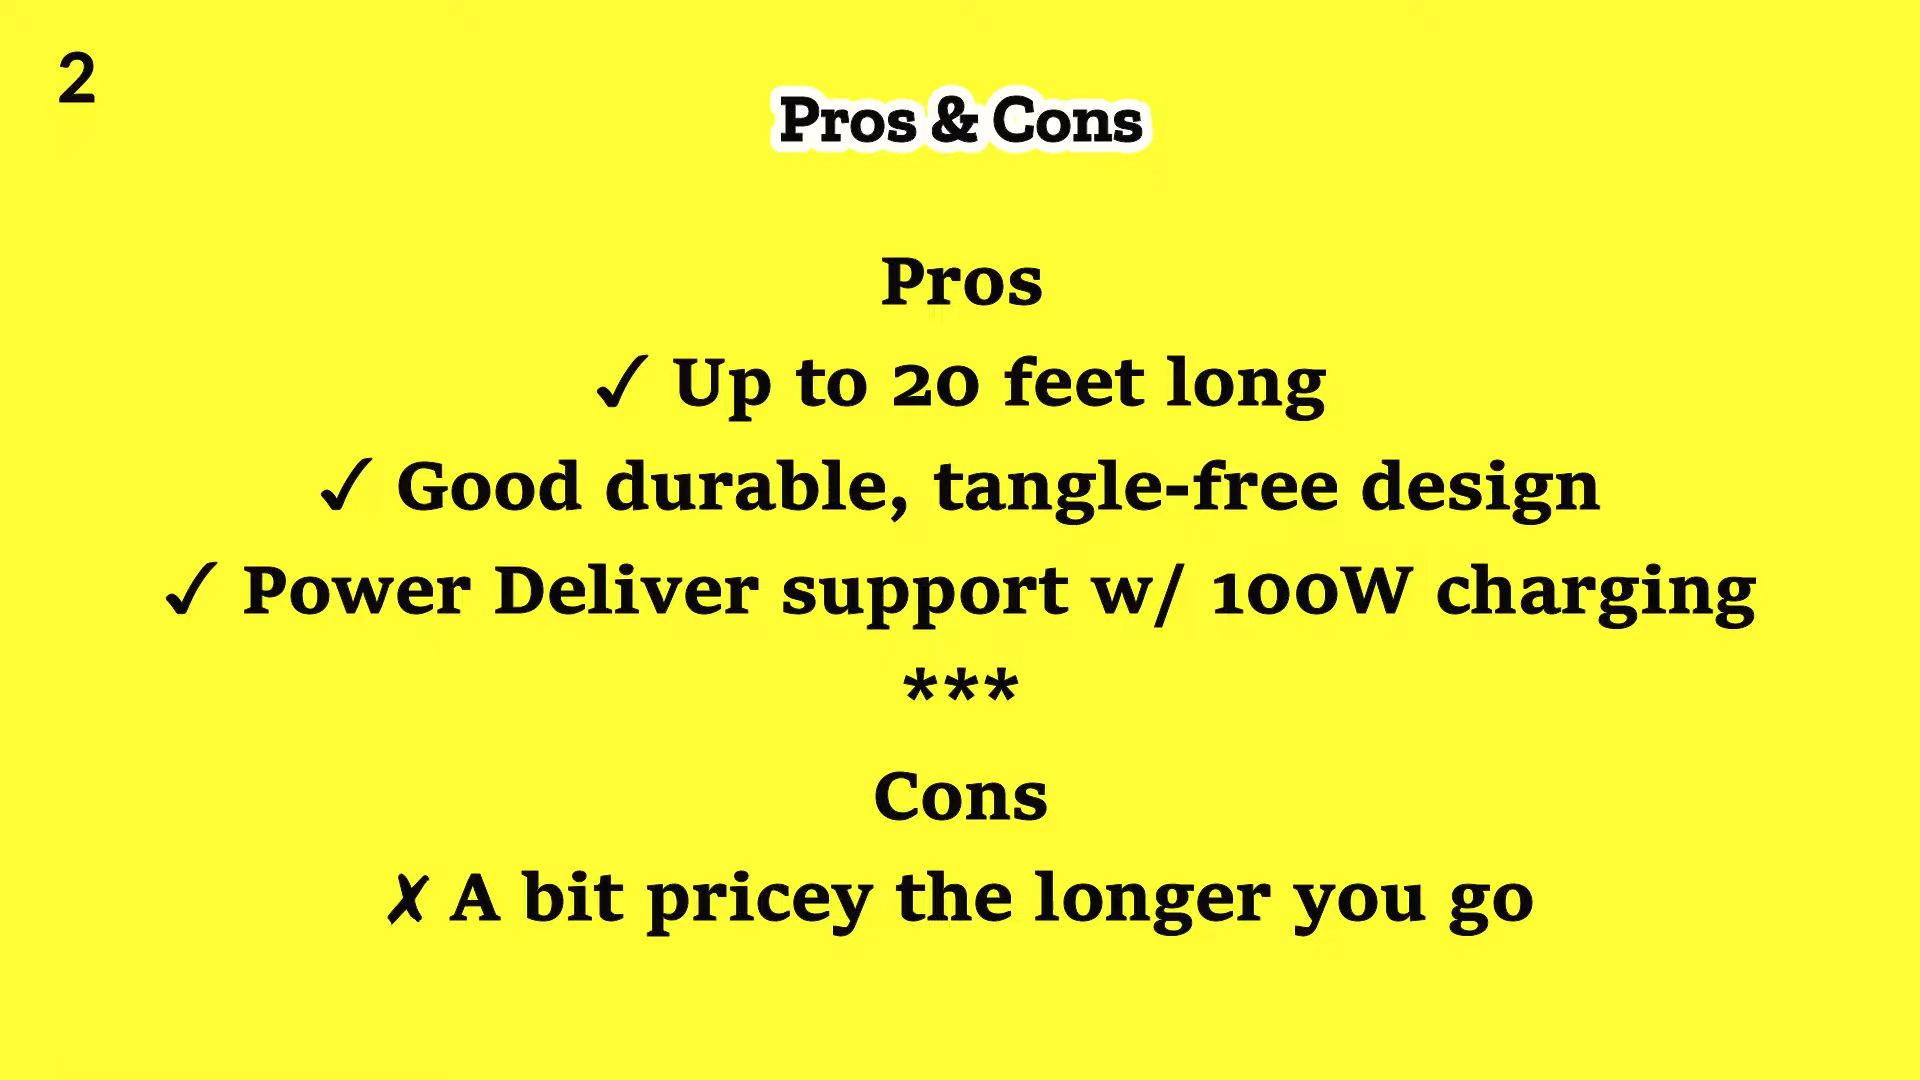 2
Pros & Cons
Pros
✓ Up to 20 feet long
✓ Good durable, tangle-free design
✓ Power Deliver support w/ 100W charging
***
Cons
✗ A bit pricey the longer you go